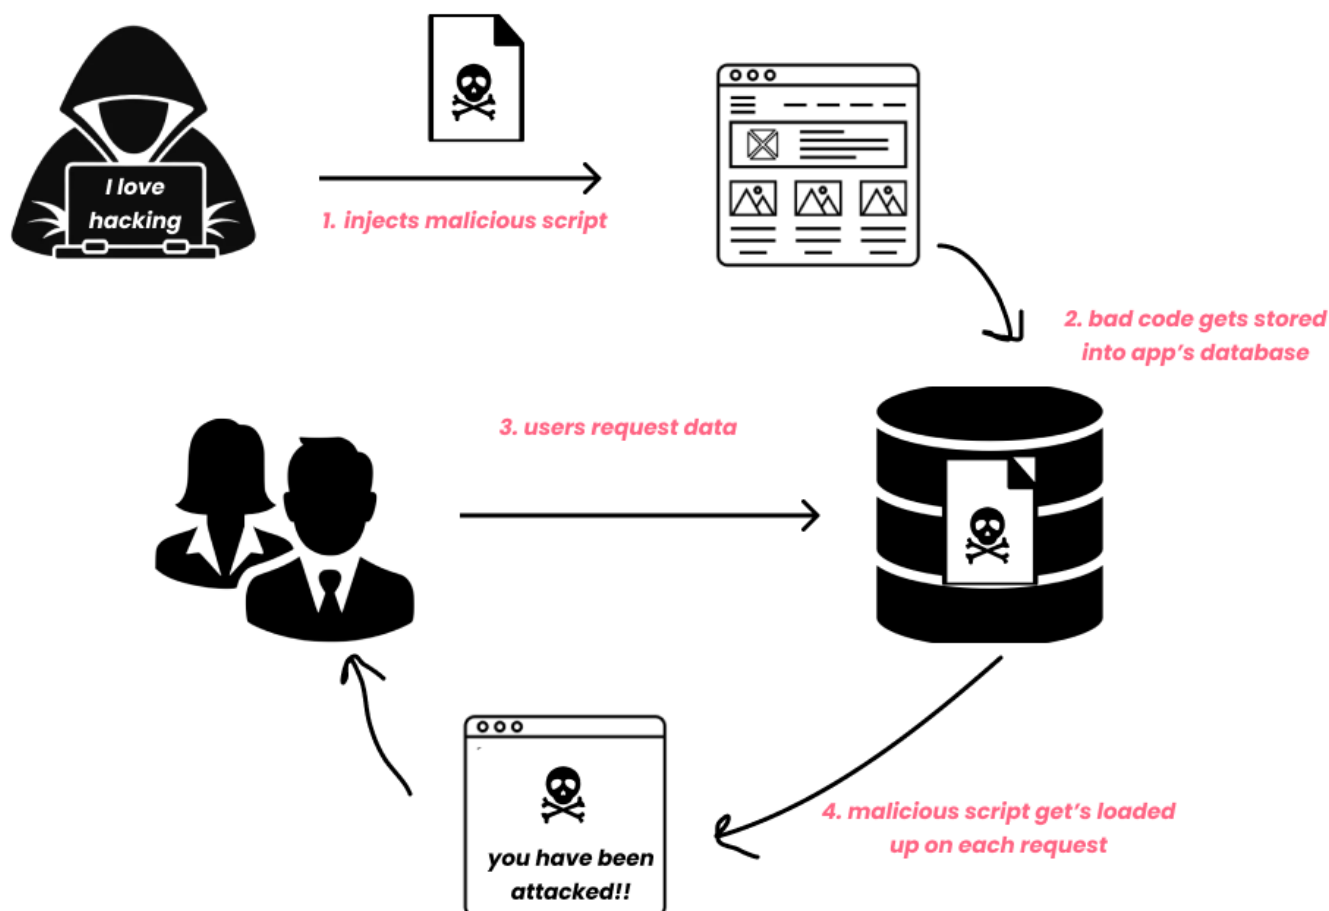 I love
hacking
1. injects malicious script
2. bad code gets stored
into app's database
3. users request data
4. malicious script get's loaded
up on each request
you have been
attacked!!